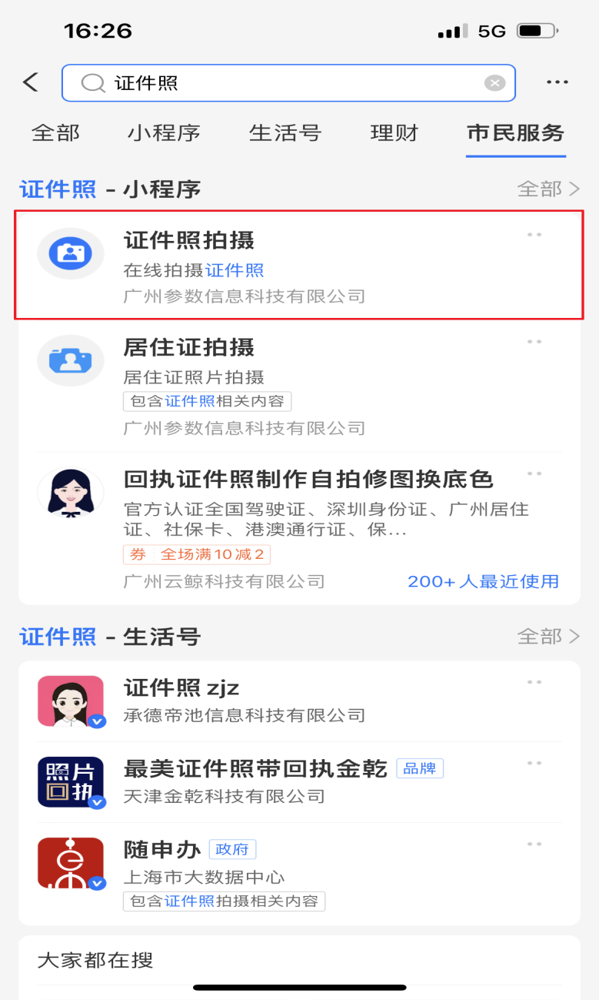 16:26
5G
证件照
全部 小程序 生活号 理财 市民服务
证件照 - 小程序 全部
证件照拍摄
在线拍摄证件照
广州参数信息科技有限公司
居住证拍摄
居住证照片拍摄
包含证件照相关内容
广州参数信息科技有限公司
回执证件照制作自拍修图换底色
官方认证全国驾驶证、深圳身份证、广州居住
证、社保卡、港澳通行证、保...
券 全场满10减2
广州云鲸科技有限公司 200+人最近使用
证件照 - 生活号 全部
证件照 zjz
承德帝池信息科技有限公司
照片
回执
最美证件照带回执金乾 品牌
天津金乾科技有限公司
随申办 政府
上海市大数据中心
包含证件照拍摄相关内容
大家都在搜